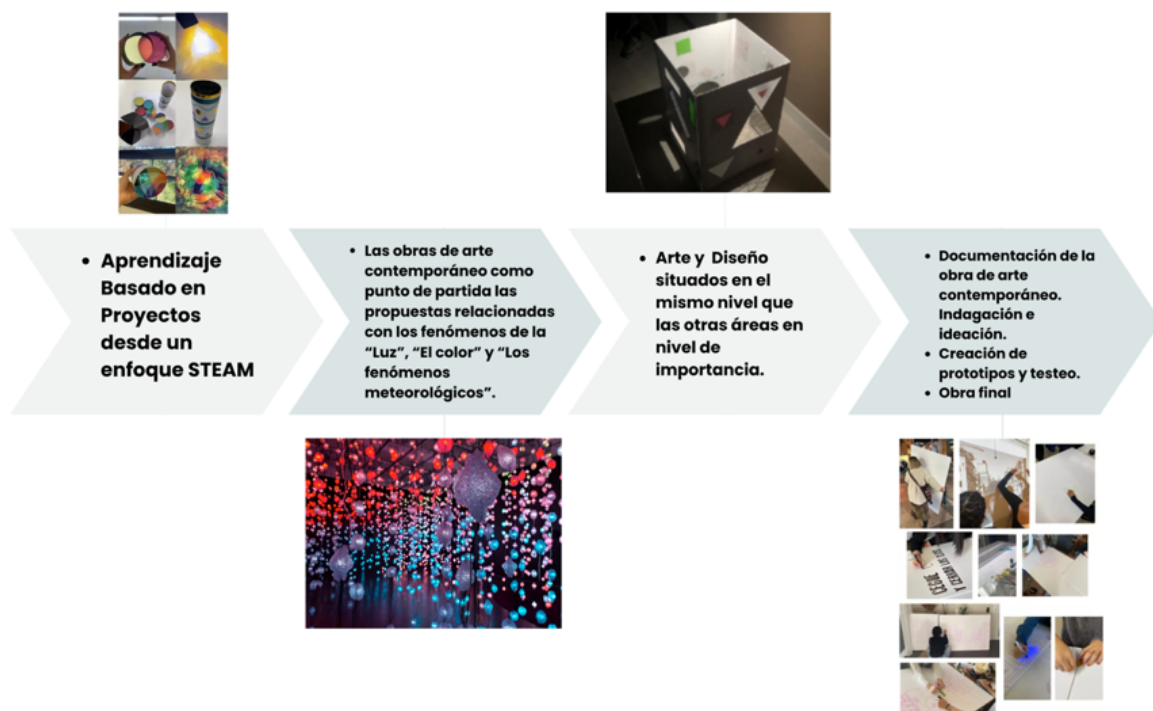 • Aprendizaje
Basado en
Proyectos
desde un
enfoque STEAM
• Las obras de arte
contemporáneo como
punto de partida las
propuestas relacionadas
con los fenómenos de la
“Luz”, “El color” y “Los
fenómenos
meteorológicos”.
• Arte y Diseño
situados en el
mismo nivel que
las otras áreas en
nivel de
importancia.
• Documentación de la
obra de arte
contemporáneo.
Indagación e
ideación.
• Creación de
prototipos y testeo.
• Obra final